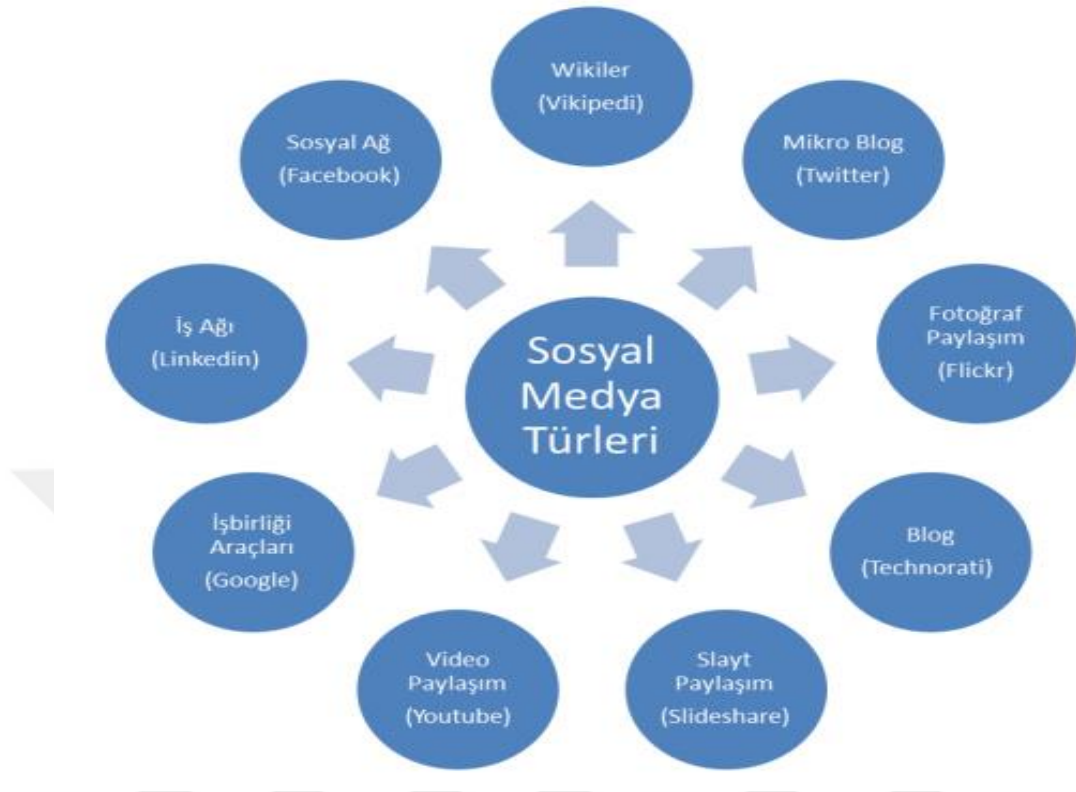 Wikiler
(Vikipedi)
Mikro Blog
(Twitter)
Fotoğraf
Paylaşım
(Flickr)
Blog
(Technorati)
Slayt
Paylaşım
(Slideshare)
Video
Paylaşım
(Youtube)
İşbirliği
Araçları
(Google)
İş Ağı
(Linkedin)
Sosyal Ağ
(Facebook)
Sosyal
Medya
Türleri